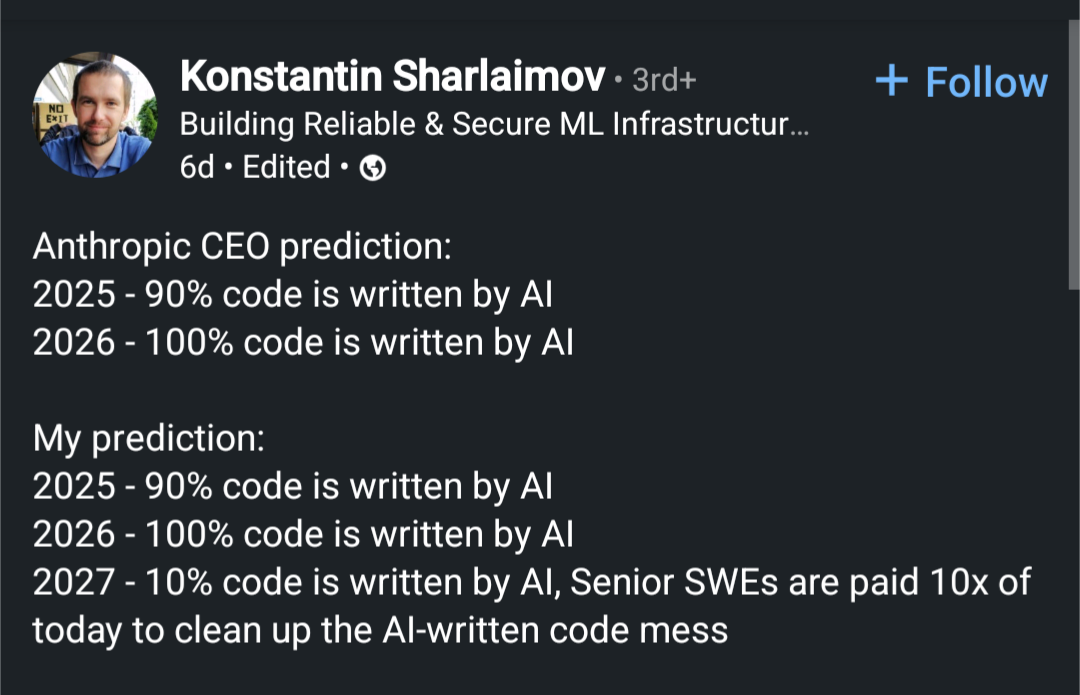 Konstantin Sharlaimov • 3rd+
+ Follow
Building Reliable & Secure ML Infrastructur...
6d • Edited •
NO
EXIT
Anthropic CEO prediction:
2025 - 90% code is written by AI
2026 - 100% code is written by AI
My prediction:
2025 - 90% code is written by AI
2026 - 100% code is written by AI
2027 - 10% code is written by AI, Senior SWEs are paid 10x of
today to clean up the AI-written code mess